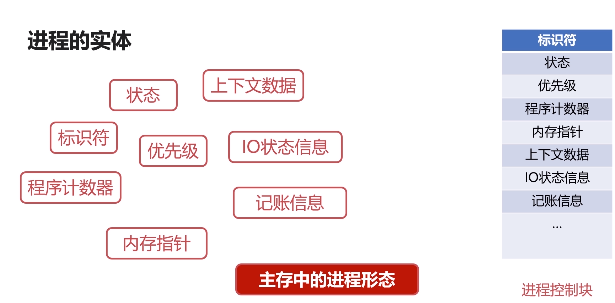 进程的实体
状态
上下文数据
标识符
优先级
IO状态信息
程序计数器
记账信息
内存指针
主存中的进程形态
标识符
状态
优先级
程序计数器
内存指针
上下文数据
IO状态信息
记账信息
...
进程控制块